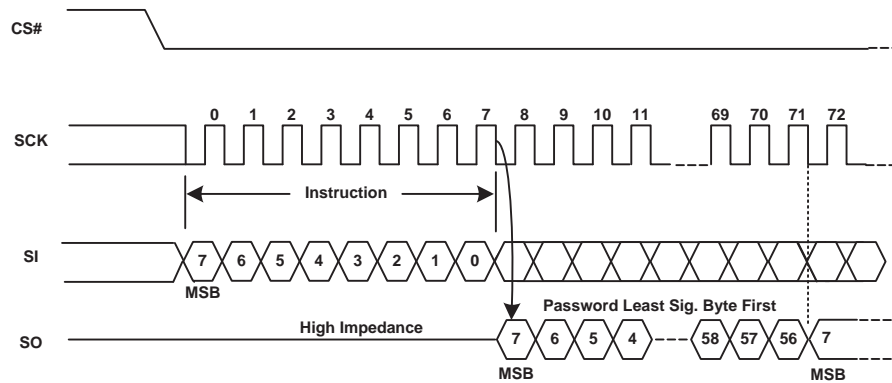 CS#
0 1 2 3 4 5 6 7 8 9 10 11 69 70 71 72
SCK
Instruction
SI
7 6 5 4 3 2 1 0
MSB
Password Least Sig. Byte First
High Impedance
SO
7 6 5 4 58 57 56 7
MSB MSB